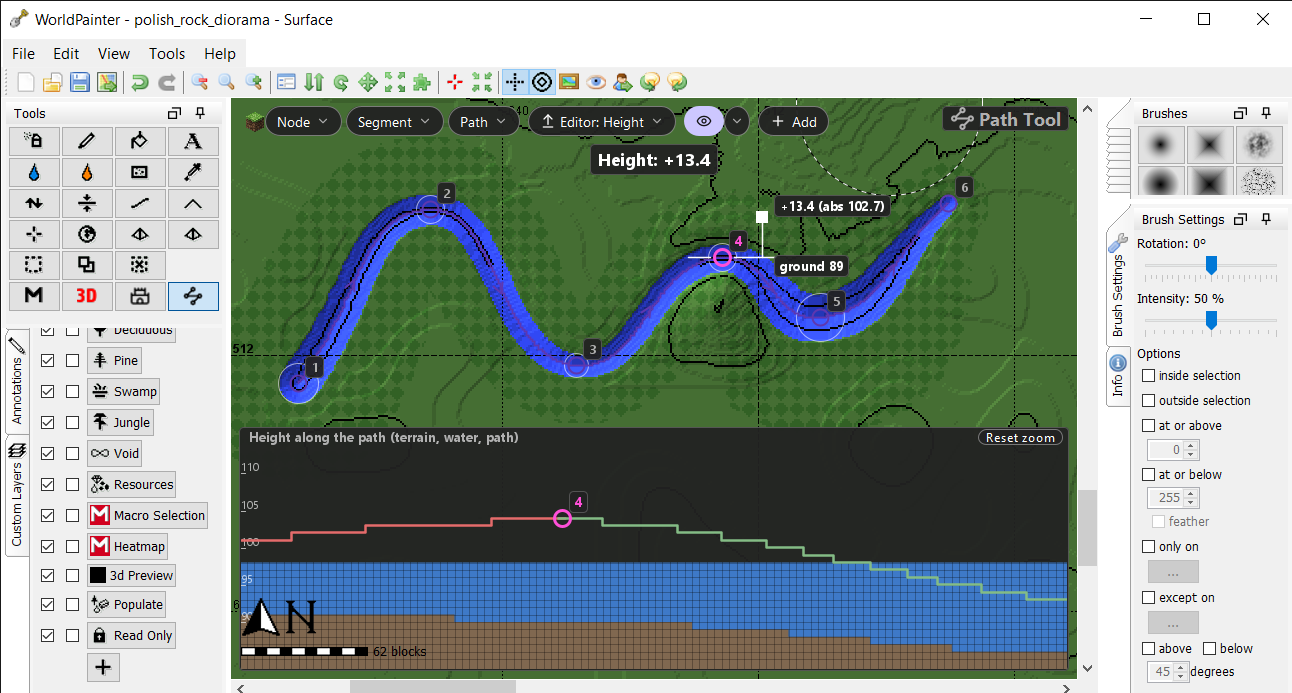 WorldPainter - polish_rock_diorama - Surface
File Edit View Tools Help
Tools
A
M 3D
Deciduous
Pine
Swamp
Jungle
Void
Resources
M Macro Selection
M Heatmap
3d Preview
Populate
Read Only
+
Annotations
Custom Layers
640
Node Segment Path Editor: Height + Add
Path Tool
Height: +13.4
+13.4 (abs 102.7)
ground 89
1
2
3
4
5
6
512
Height along the path (terrain, water, path)
Reset zoom
110
105
100
95
90
4
N
62 blocks
Brushes
Brush Settings
Brush Settings
Info
Rotation: 0°
Intensity: 50 %
Options
inside selection
outside selection
at or above
0
at or below
255
feather
only on
...
except on
...
above below
45 degrees